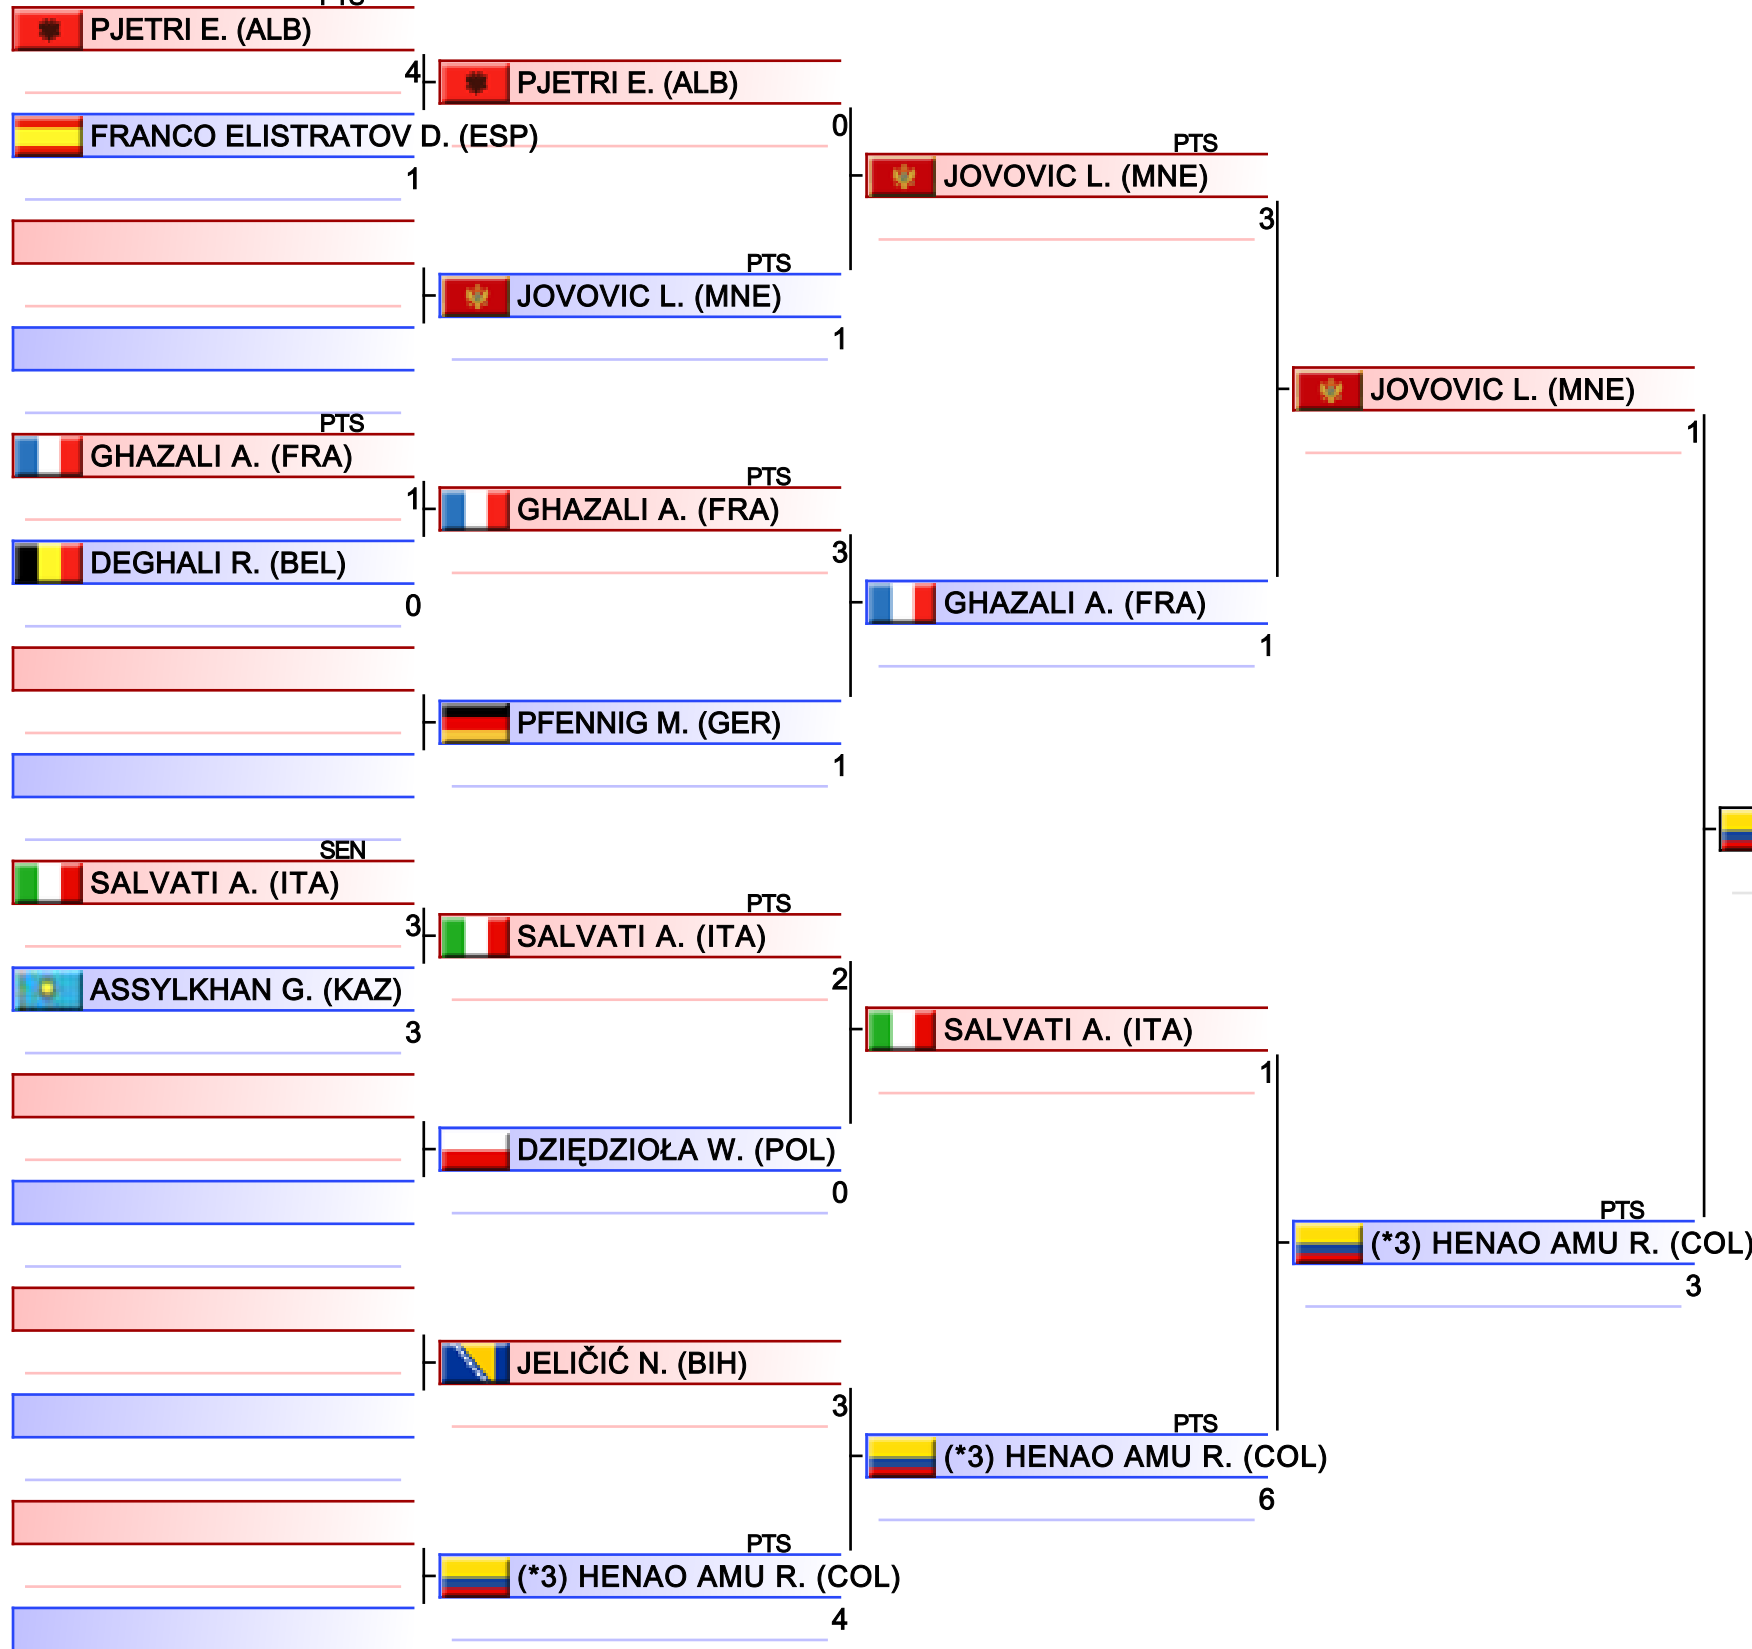 PTS
PJETRI E. (ALB)
4
FRANCO ELISTRATOV D. (ESP)
1
PTS
GHAZALI A. (FRA)
1
DEGHALI R. (BEL)
0
SEN
SALVATI A. (ITA)
3
ASSYLKHAN G. (KAZ)
3
PJETRI E. (ALB)
0
PTS
JOVOVIC L. (MNE)
1
PTS
GHAZALI A. (FRA)
3
PFENNIG M. (GER)
1
PTS
SALVATI A. (ITA)
2
DZIĘDZIOŁA W. (POL)
0
JELIČIĆ N. (BIH)
3
PTS
(*3) HENAO AMU R. (COL)
4
PTS
JOVOVIC L. (MNE)
3
GHAZALI A. (FRA)
1
SALVATI A. (ITA)
1
PTS
(*3) HENAO AMU R. (COL)
6
JOVOVIC L. (MNE)
1
PTS
(*3) HENAO AMU R. (COL)
3